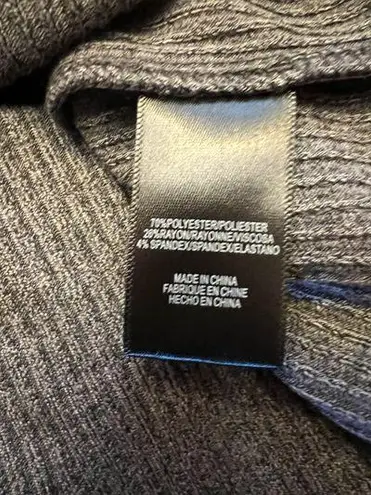 70%POLYESTER/POLIESTER
26%RAYON/RAYONNE/VISCOSA
4% SPANDEX/SPANDEX/ELASTANO
MADE IN CHINA
FABRIQUE EN CHINE
HECHO EN CHINA